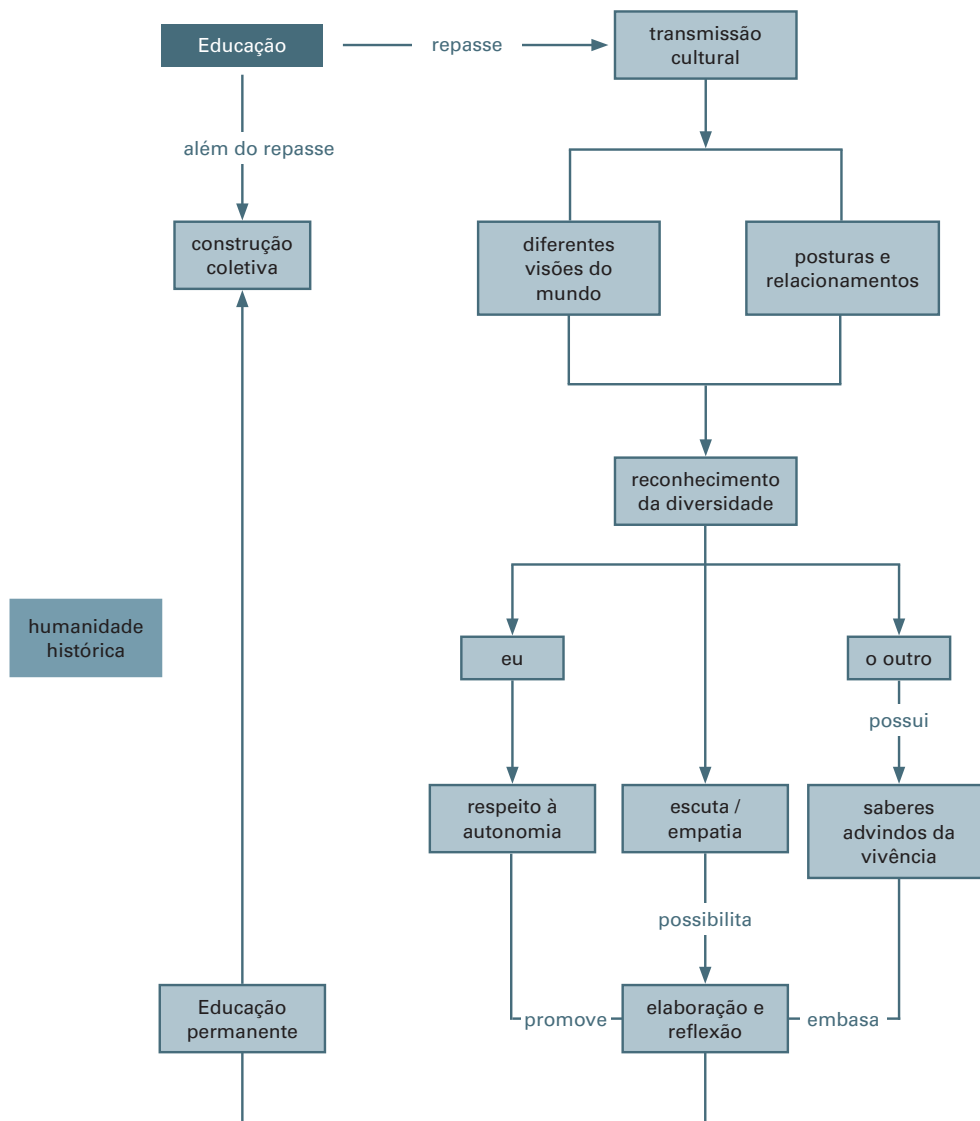 Educação
repasse
transmissão
cultural
além do repasse
construção
coletiva
diferentes
visões do
mundo
posturas e
relacionamentos
reconhecimento
da diversidade
humanidade
histórica
eu
o outro
possui
respeito à
autonomia
escuta /
empatia
saberes
advindos da
vivência
possibilita
Educação
permanente
promove
elaboração e
reflexão
embasa